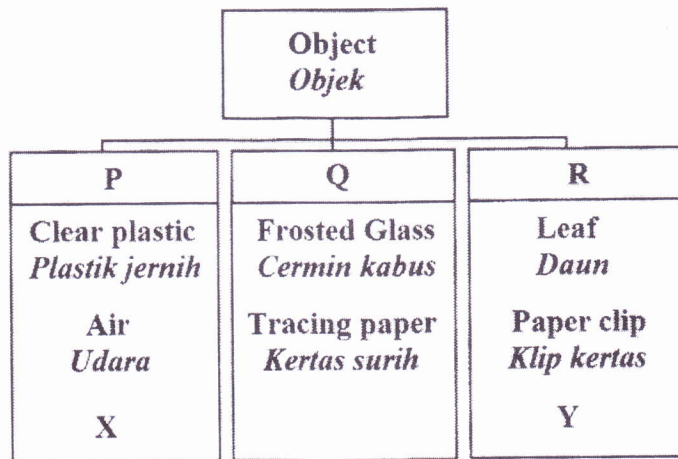 Object
Objek
P
Clear plastic
Plastik jernih
Air
Udara
X
Q
Frosted Glass
Cermin kabus
Tracing paper
Kertas surih
R
Leaf
Daun
Paper clip
Klip kertas
Y